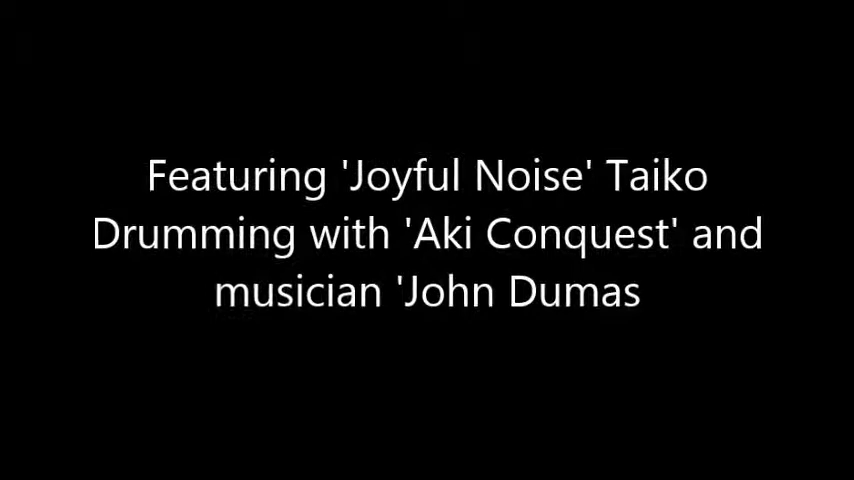 Featuring 'Joyful Noise' Taiko
Drumming with 'Aki Conquest' and
musician 'John Dumas